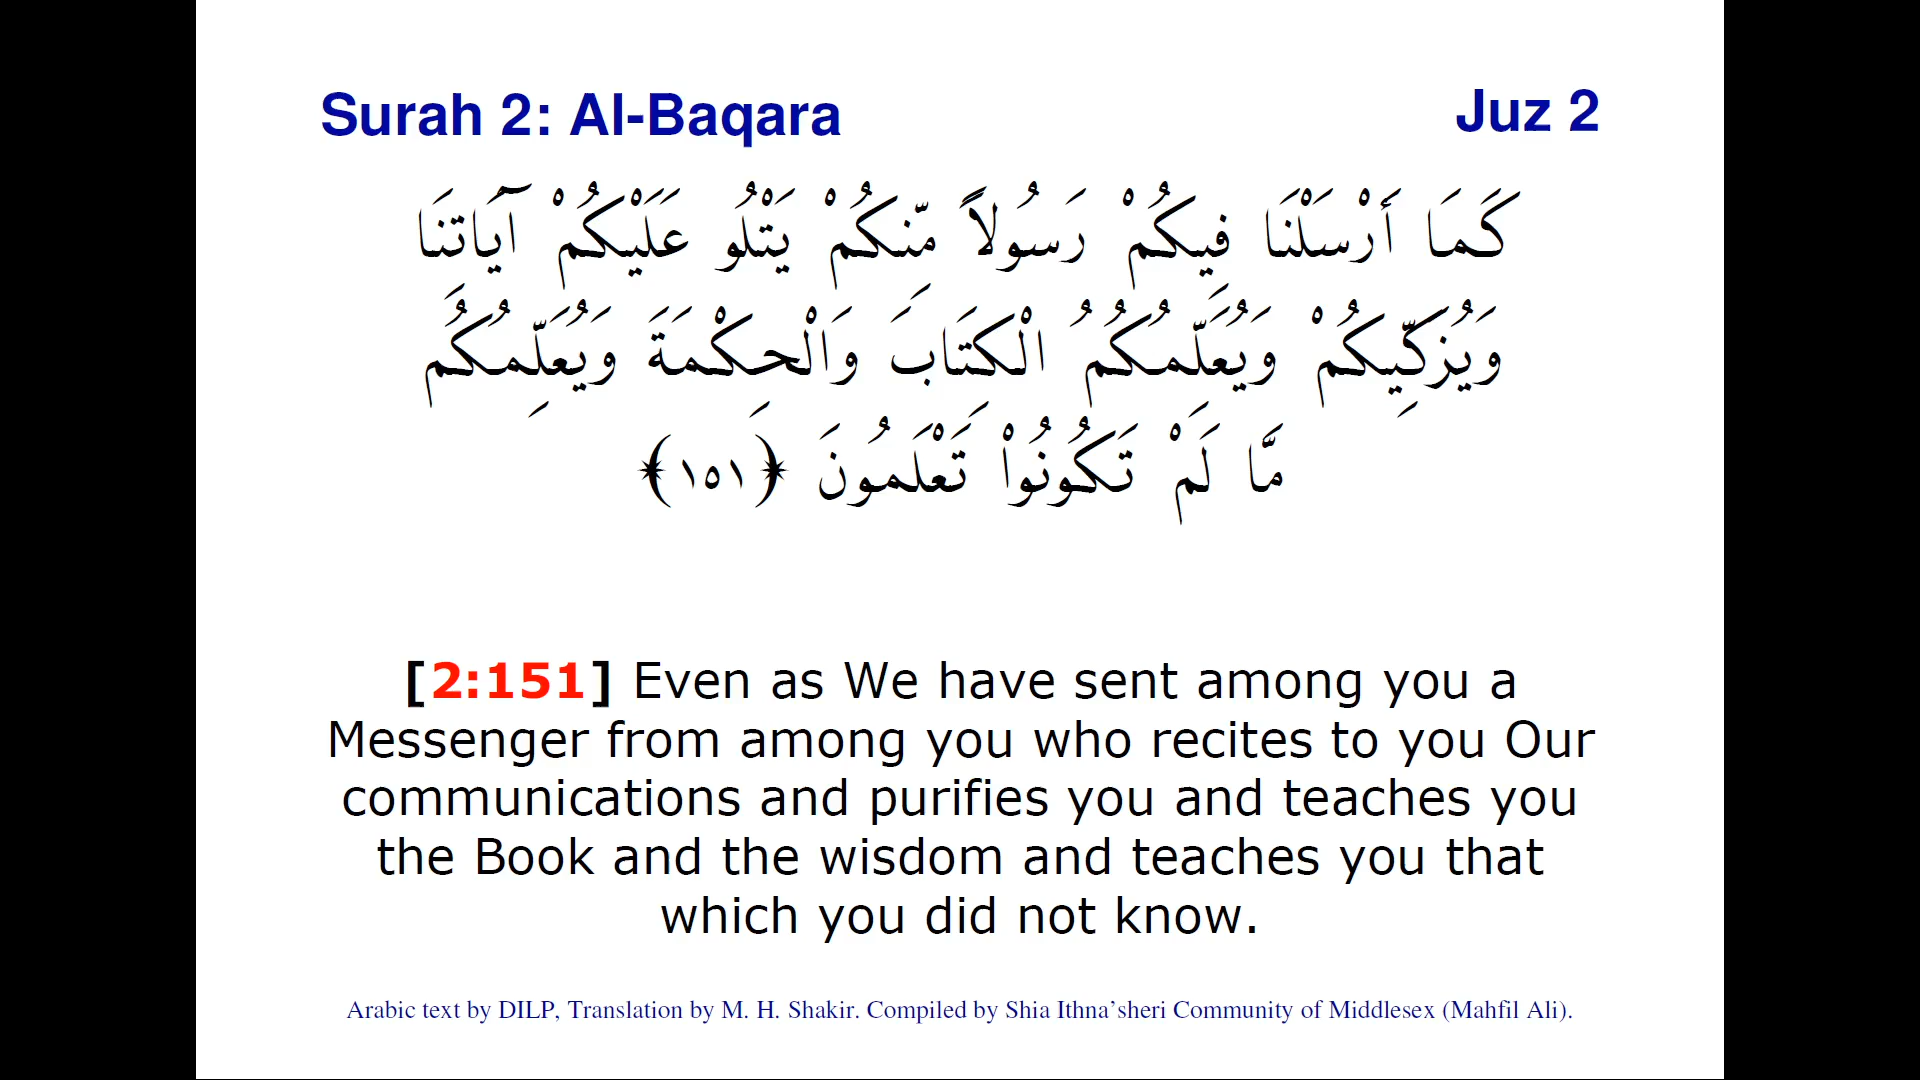 Surah 2: Al-Baqara
Juz 2
كَمَا أَرْسَلْنَا فِيكُمْ رَسُولاً مِّنكُمْ يَتْلُو عَلَيْكُمْ آيَاتِنَا
وَيُزَكِّيكُمْ وَيُعَلِّمُكُمُ الْكِتَابَ وَالْحِكْمَةَ وَيُعَلِّمُكُم
مَّا لَمْ تَكُونُواْ تَعْلَمُونَ ﴿١٥١﴾
[2:151] Even as We have sent among you a
Messenger from among you who recites to you Our
communications and purifies you and teaches you
the Book and the wisdom and teaches you that
which you did not know.
Arabic text by DILP, Translation by M. H. Shakir. Compiled by Shia Ithna’sheri Community of Middlesex (Mahfil Ali).